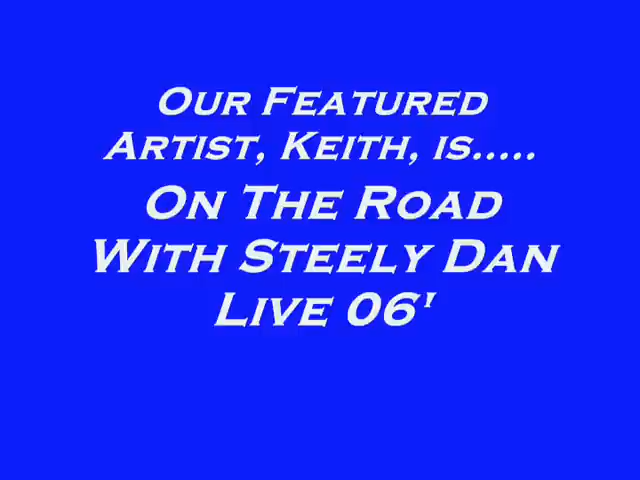 Our Featured
Artist, Keith, is.....
On The Road
With Steely Dan
Live 06'